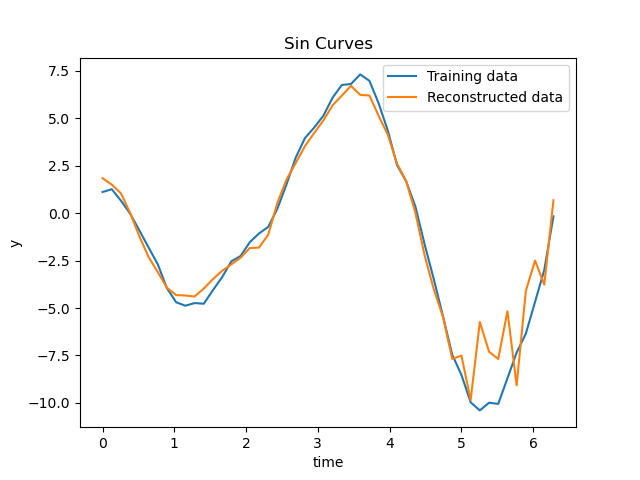 Sin Curves
Training data
Reconstructed data
7.5
5.0
2.5
0.0
−2.5
−5.0
−7.5
−10.0
y
0 1 2 3 4 5 6
time